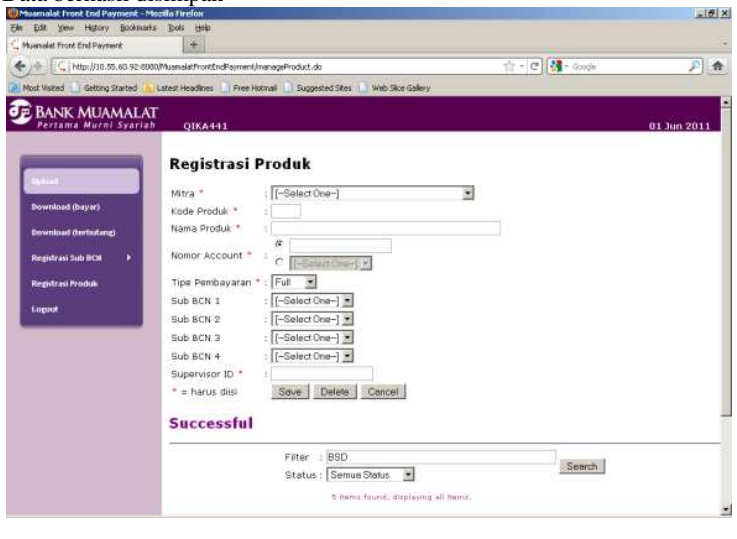 Data berhasil disimpan
Muamalat Front End Payment - Mozilla Firefox
File Edit View History Bookmarks Tools Help
Muamalat Front End Payment
http://10.55.60.92:8080/MuamalatFrontEndPayment/manageProduct.do
Google
Most Visited Getting Started Latest Headlines Free Hotmail Suggested Sites Web Slice Gallery
BANK MUAMALAT
Pertama Murni Syariah
QIKA441
01 Jun 2011
Upload
Download (bayar)
Download (terhutang)
Registrasi Sub BCN
Registrasi Produk
Logout
Registrasi Produk
Mitra * : [--Select One--]
Kode Produk * :
Nama Produk * :
Nomor Account * :
[--Select One--]
Tipe Pembayaran * : Full
Sub BCN 1 : [--Select One--]
Sub BCN 2 : [--Select One--]
Sub BCN 3 : [--Select One--]
Sub BCN 4 : [--Select One--]
Supervisor ID * :
* = harus diisi Save Delete Cancel
Successful
Filter : BSD
Status : Semua Status
Search
5 items found, displaying all items.